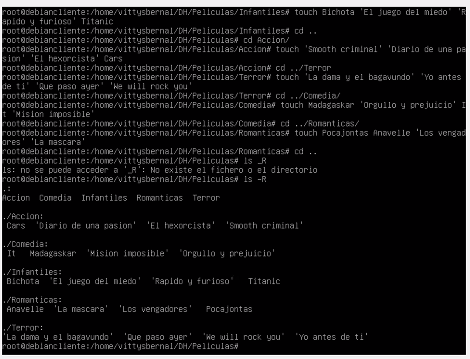 root@debiancliente:/home/vittysbernal/DH/Peliculas/Infantiles# touch Bichota 'El juego del miedo' 'R
apido y furioso' Titanic
root@debiancliente:/home/vittysbernal/DH/Peliculas/Infantiles# cd ..
root@debiancliente:/home/vittysbernal/DH/Peliculas# cd Accion/
root@debiancliente:/home/vittysbernal/DH/Peliculas/Accion# touch 'Smooth criminal' 'Diario de una pa
sion' 'El hexorcista' Cars
root@debiancliente:/home/vittysbernal/DH/Peliculas/Accion# cd ../Terror
root@debiancliente:/home/vittysbernal/DH/Peliculas/Terror# touch 'La dama y el bagavundo' 'Yo antes
de ti' 'Que paso ayer' 'We will rock you'
root@debiancliente:/home/vittysbernal/DH/Peliculas/Terror# cd ../Comedia/
root@debiancliente:/home/vittysbernal/DH/Peliculas/Comedia# touch Madagaskar 'Orgullo y prejuicio' I
t 'Mision imposible'
root@debiancliente:/home/vittysbernal/DH/Peliculas/Comedia# cd ../Romanticas/
root@debiancliente:/home/vittysbernal/DH/Peliculas/Romanticas# touch Pocajontas Anavelle 'Los vengad
ores' 'La mascara'
root@debiancliente:/home/vittysbernal/DH/Peliculas/Romanticas# cd ..
root@debiancliente:/home/vittysbernal/DH/Peliculas# ls _R
ls: no se puede acceder a '_R': No existe el fichero o el directorio
root@debiancliente:/home/vittysbernal/DH/Peliculas# ls -R
.:
Accion Comedia Infantiles Romanticas Terror
./Accion:
Cars 'Diario de una pasion' 'El hexorcista' 'Smooth criminal'
./Comedia:
It Madagaskar 'Mision imposible' 'Orgullo y prejuicio'
./Infantiles:
Bichota 'El juego del miedo' 'Rapido y furioso' Titanic
./Romanticas:
Anavelle 'La mascara' 'Los vengadores' Pocajontas
./Terror:
'La dama y el bagavundo' 'Que paso ayer' 'We will rock you' 'Yo antes de ti'
root@debiancliente:/home/vittysbernal/DH/Peliculas#